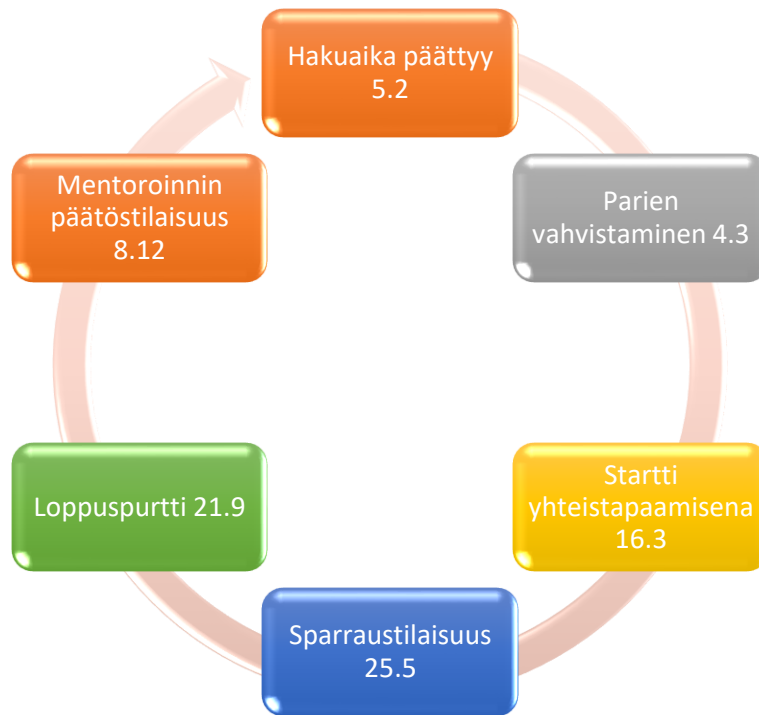 Hakuaika päättyy
5.2
Parien
vahvistaminen 4.3
Startti
yhteistapaamisena
16.3
Sparraustilaisuus
25.5
Loppuspurtti 21.9
Mentoroinnin
päätöstilaisuus
8.12